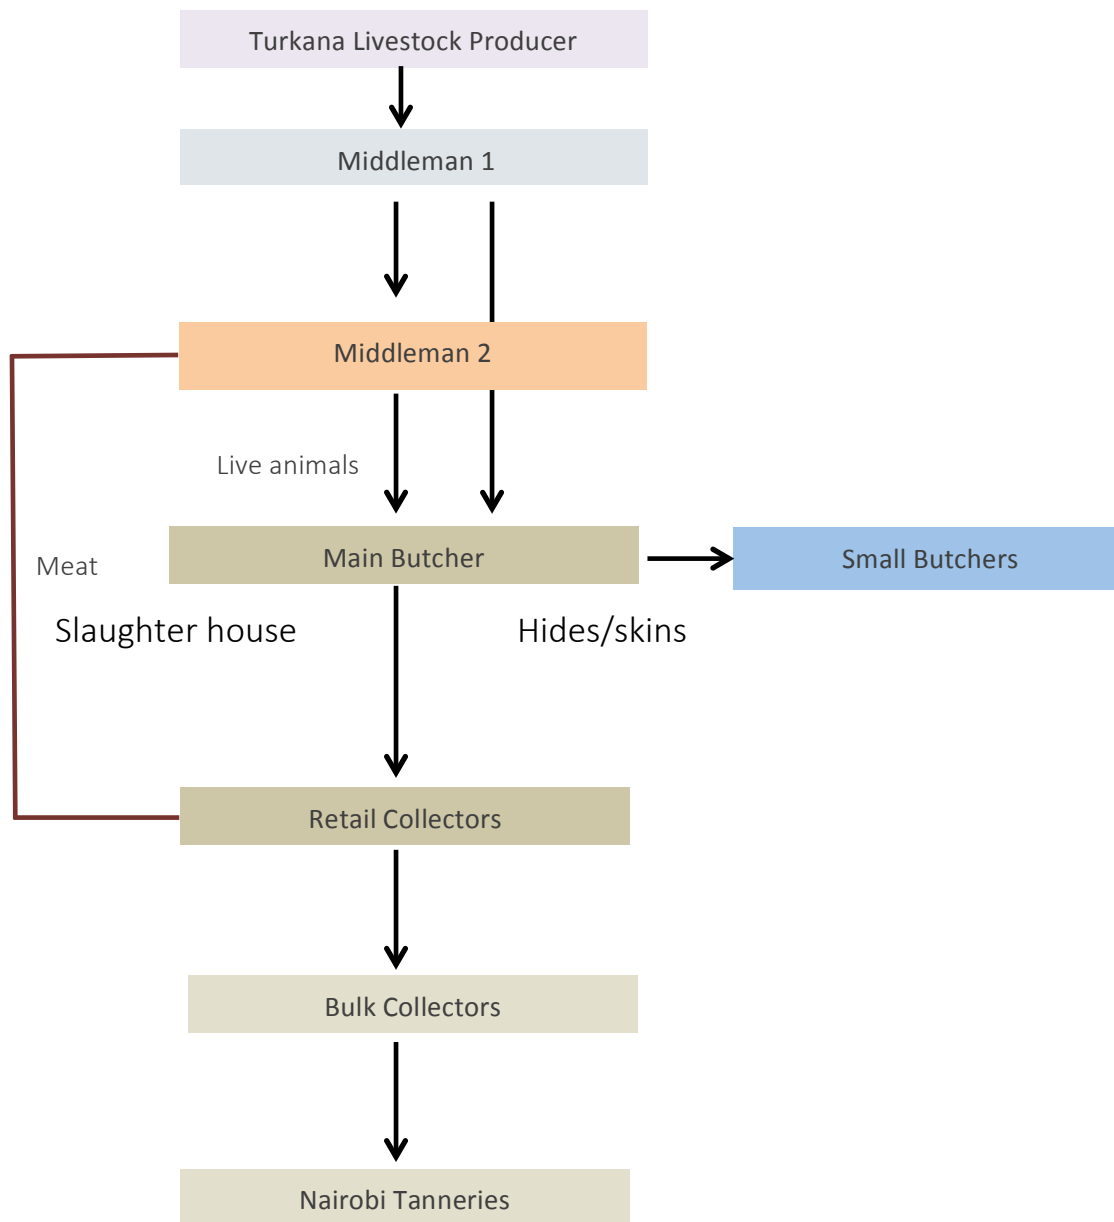 Turkana Livestock Producer
Middleman 1
Middleman 2
Live animals
Main Butcher
Small Butchers
Meat
Slaughter house
Hides/skins
Retail Collectors
Bulk Collectors
Nairobi Tanneries